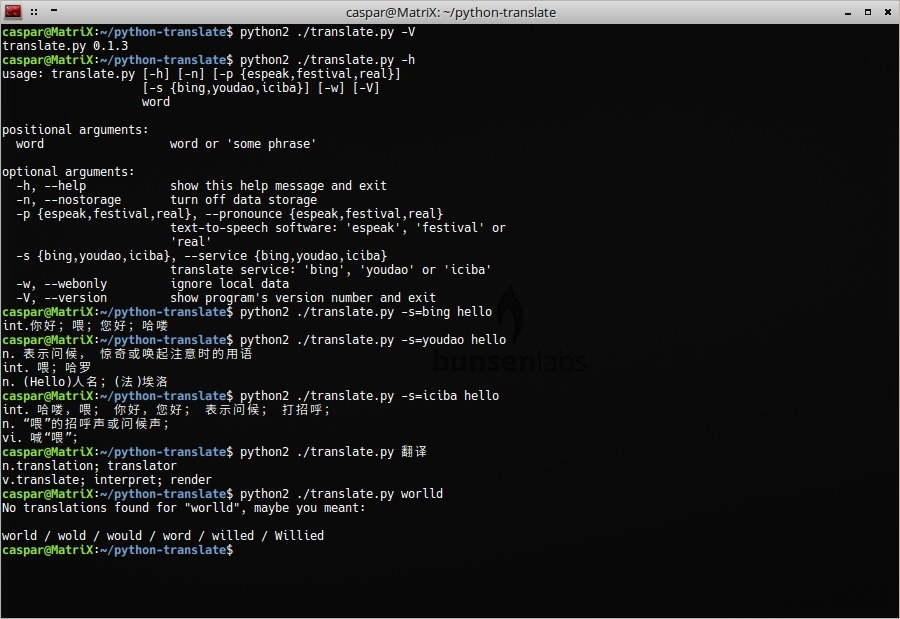 caspar@MatriX: ~/python-translate
caspar@MatriX:~/python-translate$ python2 ./translate.py -V
translate.py 0.1.3
caspar@MatriX:~/python-translate$ python2 ./translate.py -h
usage: translate.py [-h] [-n] [-p {espeak,festival,real}]
[-s {bing,youdao,iciba}] [-w] [-V]
word
positional arguments:
word word or 'some phrase'
optional arguments:
-h, --help show this help message and exit
-n, --nostorage turn off data storage
-p {espeak,festival,real}, --pronounce {espeak,festival,real}
text-to-speech software: 'espeak', 'festival' or
'real'
-s {bing,youdao,iciba}, --service {bing,youdao,iciba}
translate service: 'bing', 'youdao' or 'iciba'
-w, --webonly ignore local data
-V, --version show program's version number and exit
caspar@MatriX:~/python-translate$ python2 ./translate.py -s=bing hello
int.你好; 喂; 您好; 哈喽
caspar@MatriX:~/python-translate$ python2 ./translate.py -s=youdao hello
n. 表示问候， 惊奇或唤起注意时的用语
int. 喂; 哈罗
n. (Hello)人名; (法)埃洛
caspar@MatriX:~/python-translate$ python2 ./translate.py -s=iciba hello
int. 哈喽，喂; 你好，您好; 表示问候; 打招呼;
n. “喂”的招呼声或问候声;
vi. 喊“喂”;
caspar@MatriX:~/python-translate$ python2 ./translate.py 翻译
n.translation; translator
v.translate; interpret; render
caspar@MatriX:~/python-translate$ python2 ./translate.py worlld
No translations found for "worlld", maybe you meant:
world / wold / would / word / willed / Willied
caspar@MatriX:~/python-translate$
bunsenlabs